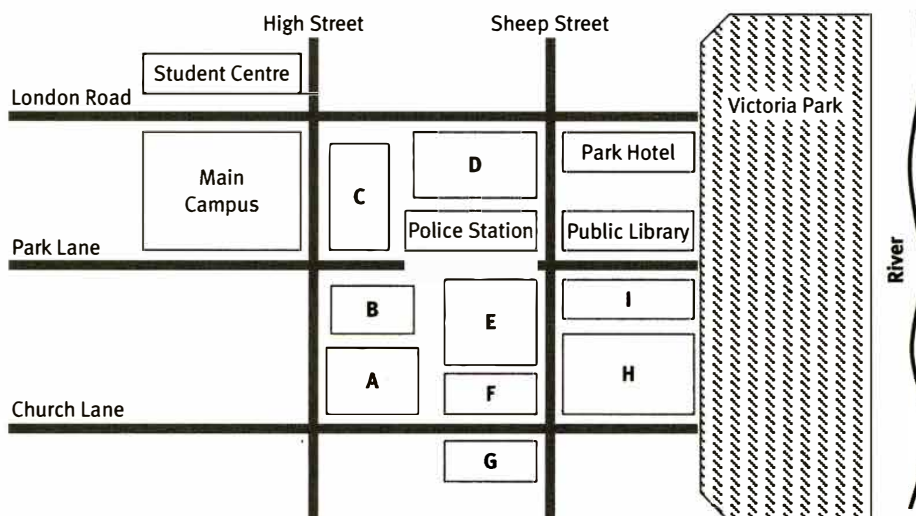 High Street
Sheep Street
Student Centre
London Road
Victoria Park
Main
Campus
C
D
Park Hotel
Police Station
Public Library
Park Lane
River
B
E
I
A
F
H
Church Lane
G